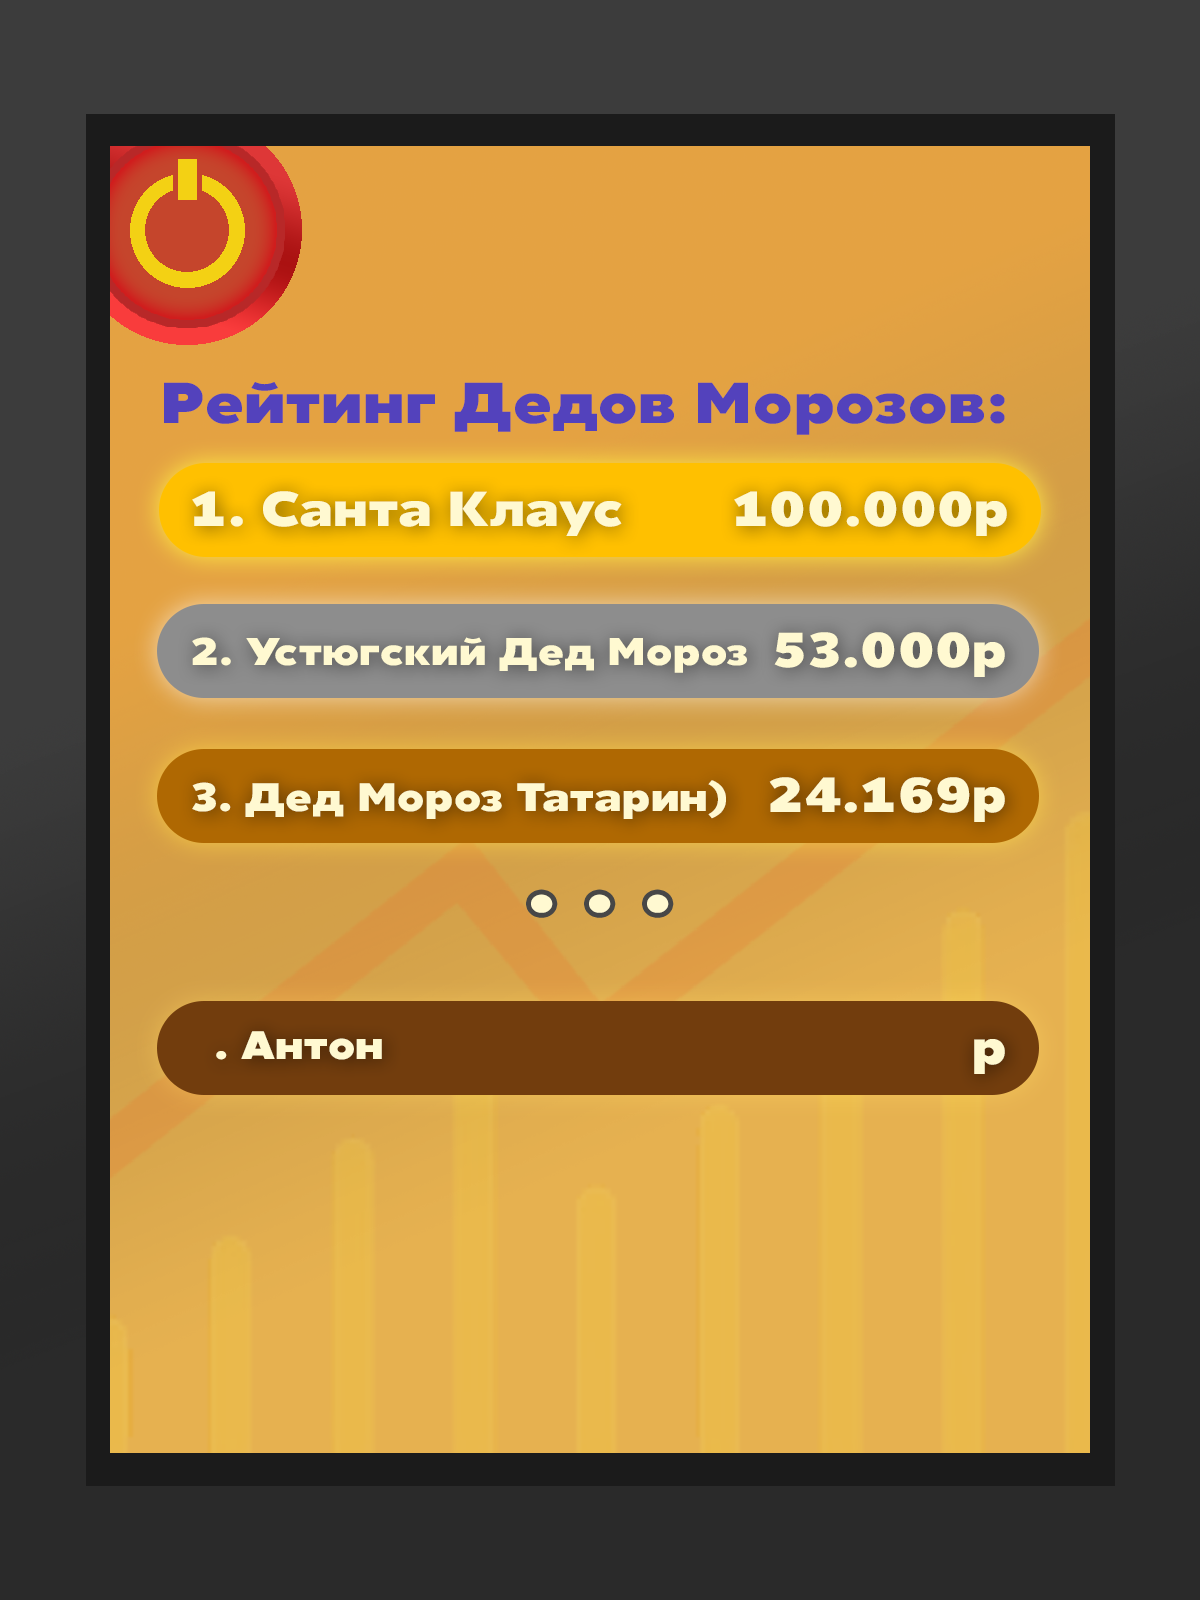 Рейтинг Дедов Морозов:
1. Санта Клаус 100.000р
2. Устюгский Дед Мороз 53.000р
3. Дед Мороз Татарин) 24.169р
. Антон р